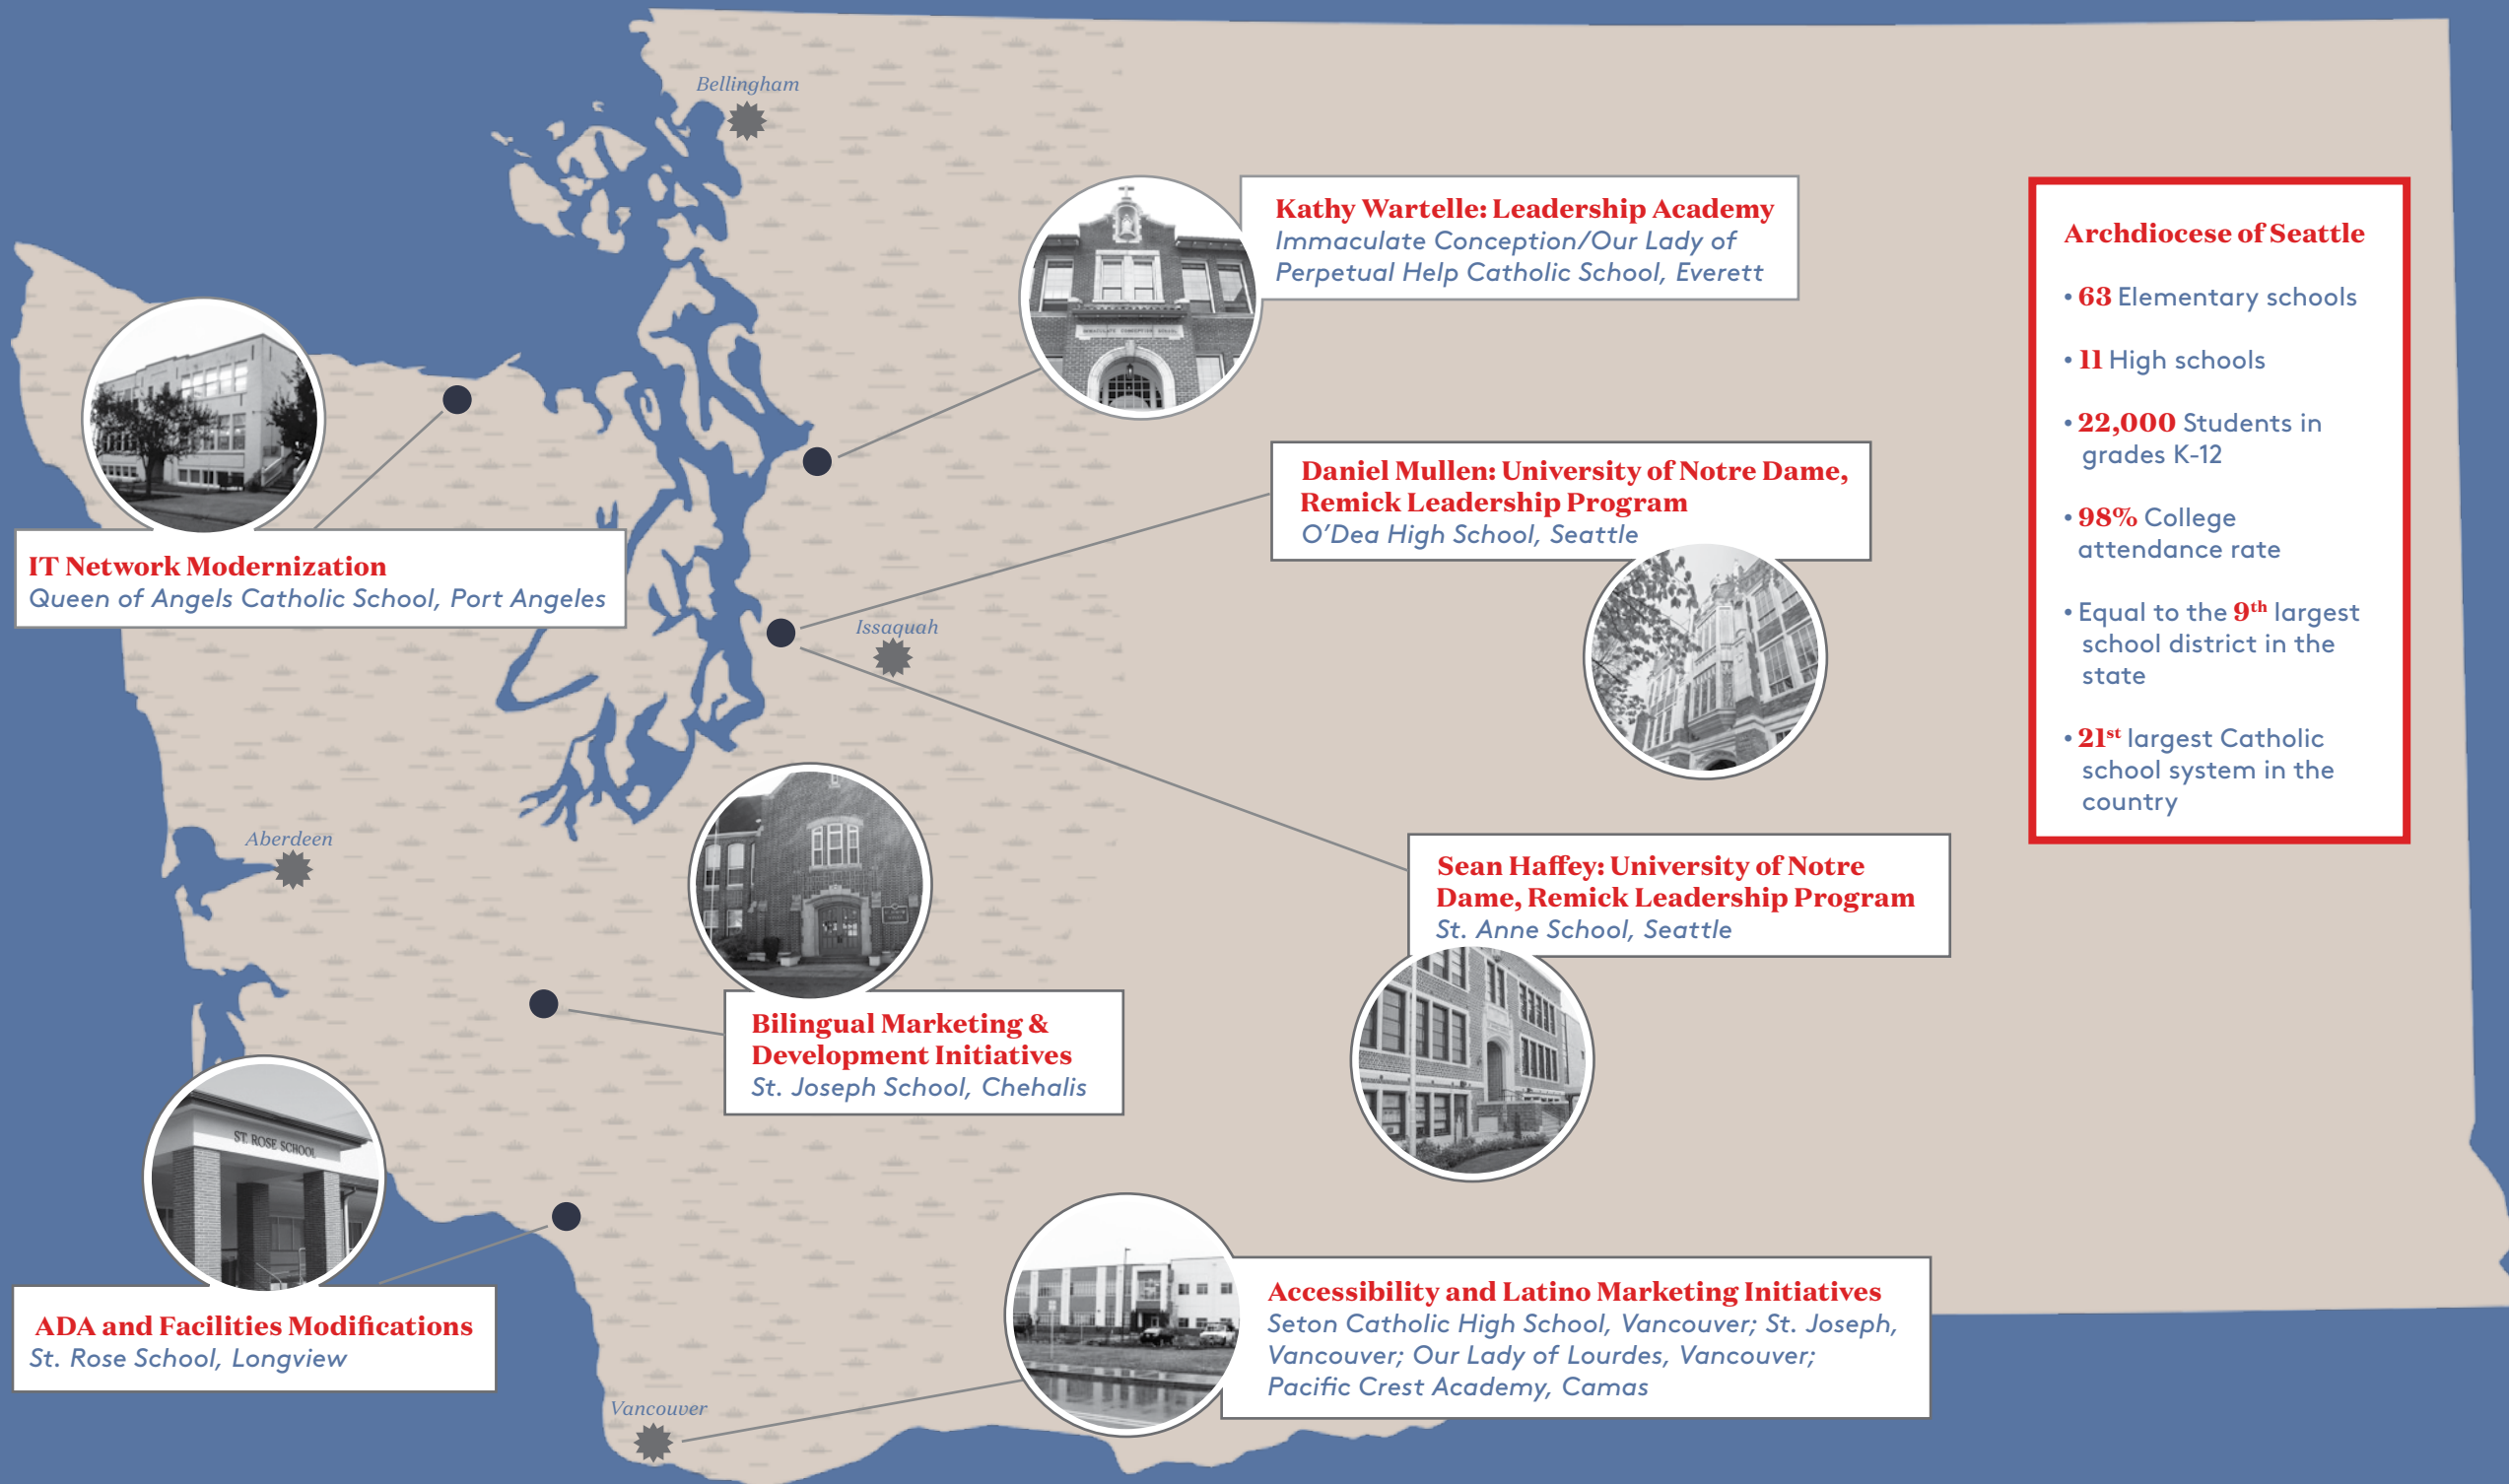 Bellingham
Kathy Wartelle: Leadership Academy
Immaculate Conception/Our Lady of
Perpetual Help Catholic School, Everett
IMMACULATE CONCEPTION SCHOOL
Archdiocese of Seattle
• 63 Elementary schools
• 11 High schools
• 22,000 Students in
grades K-12
• 98% College
attendance rate
• Equal to the 9th largest
school district in the
state
• 21st largest Catholic
school system in the
country
Daniel Mullen: University of Notre Dame,
Remick Leadership Program
O’Dea High School, Seattle
IT Network Modernization
Queen of Angels Catholic School, Port Angeles
Issaquah
Aberdeen
Sean Haffey: University of Notre
Dame, Remick Leadership Program
St. Anne School, Seattle
Bilingual Marketing &
Development Initiatives
St. Joseph School, Chehalis
ST. ROSE SCHOOL
ADA and Facilities Modifications
St. Rose School, Longview
Accessibility and Latino Marketing Initiatives
Seton Catholic High School, Vancouver; St. Joseph,
Vancouver; Our Lady of Lourdes, Vancouver;
Pacific Crest Academy, Camas
Vancouver